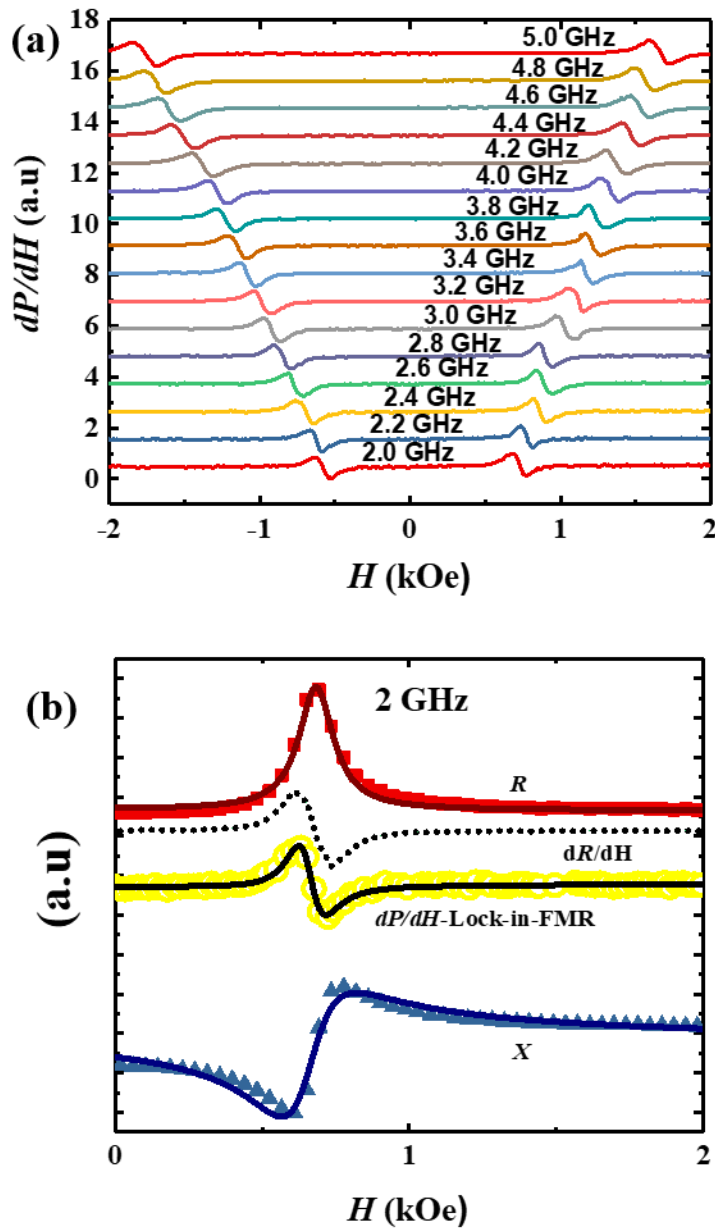 (a)
dP/dH (a.u)
18
16
14
12
10
8
6
4
2
0
5.0 GHz
4.8 GHz
4.6 GHz
4.4 GHz
4.2 GHz
4.0 GHz
3.8 GHz
3.6 GHz
3.4 GHz
3.2 GHz
3.0 GHz
2.8 GHz
2.6 GHz
2.4 GHz
2.2 GHz
2.0 GHz
-2 -1 0 1 2
H (kOe)
(b)
2 GHz
(a.u)
R
dR/dH
dP/dH-Lock-in-FMR
X
0 1 2
H (kOe)